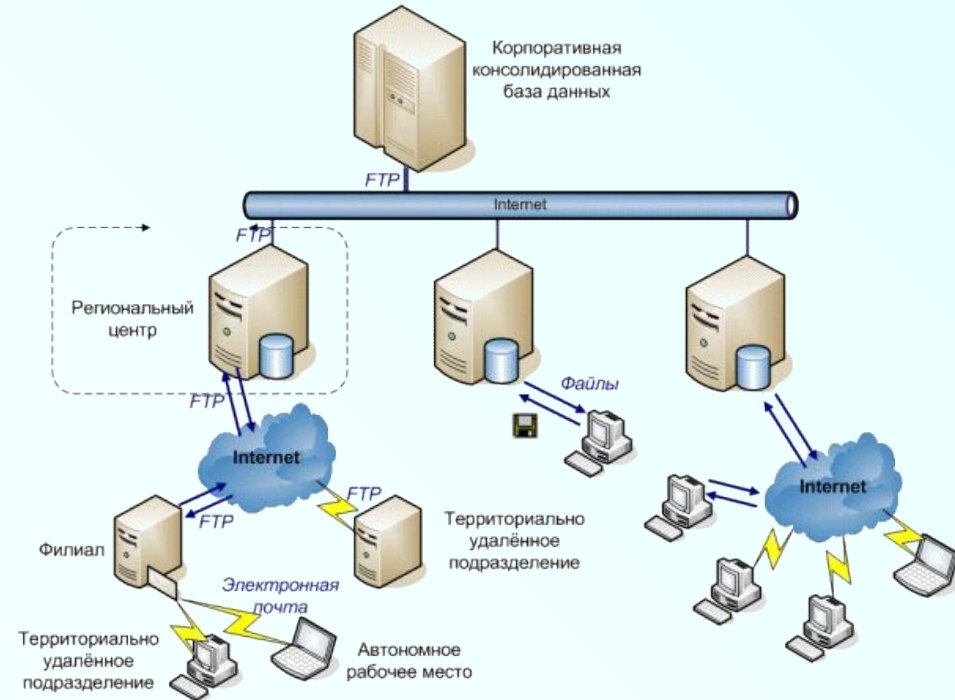 Корпоративная
консолидированная
база данных
FTP
Internet
FTP
Региональный
центр
FTP
Файлы
Internet
Internet
FTP
FTP
Филиал
Территориально
удалённое
подразделение
Электронная
почта
Территориально
удалённое
подразделение
Автономное
рабочее место